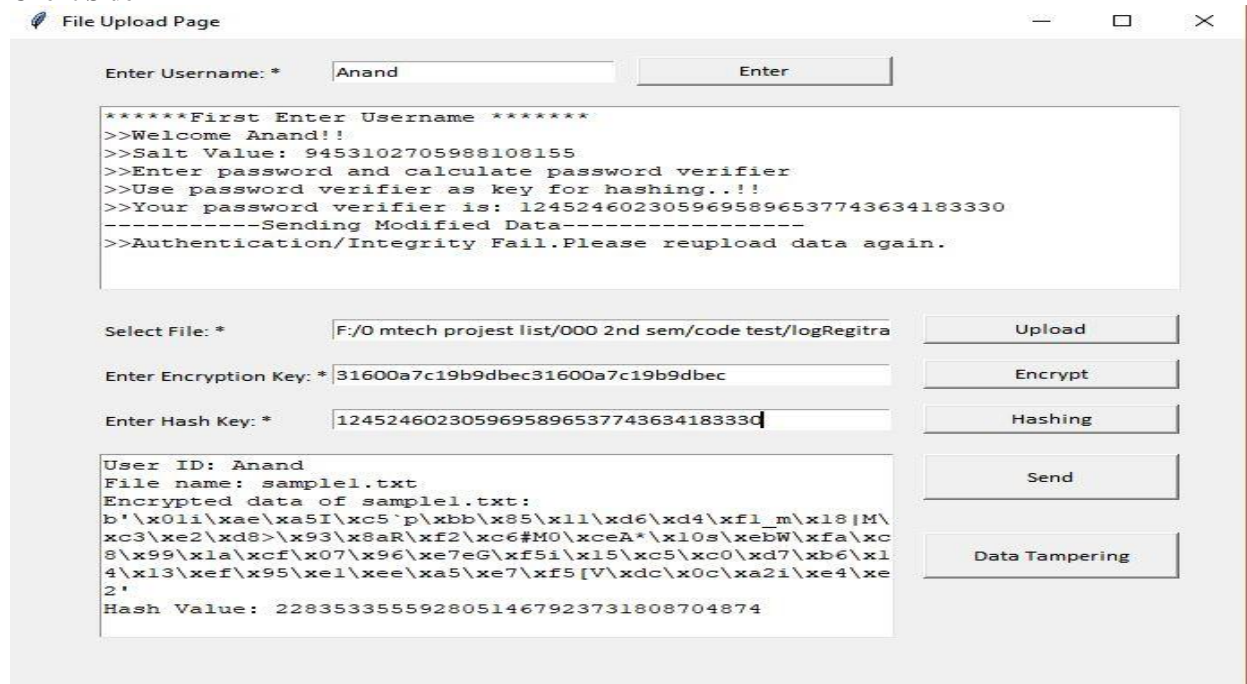 File Upload Page
Enter Username: * Anand Enter
******First Enter Username *******
>>Welcome Anand!!
>>Salt Value: 9453102705988108155
>>Enter password and calculate password verifier
>>Use password verifier as key for hashing..!!
>>Your password verifier is: 1245246023059695896537743634183330
-----------Sending Modified Data-----------------
>>Authentication/Integrity Fail.Please reupload data again.
Select File: * F:/0 mtech projest list/000 2nd sem/code test/logRegitra Upload
Enter Encryption Key: * 31600a7c19b9dbec31600a7c19b9dbec Encrypt
Enter Hash Key: * 1245246023059695896537743634183330 Hashing
User ID: Anand
File name: sample1.txt
Encrypted data of sample1.txt:
b'\x01i\xae\xa5I\xc5`p\xbb\x85\x11\xd6\xd4\xf1_m\x18|M\
xc3\xe2\xd8>\x93\x8aR\xf2\xc6#M0\xceA*\x10s\xebW\xfa\xc
8\x99\x1a\xcf\x07\x96\xe7eG\xf5i\x15\xc5\xc0\xd7\xb6\x1
4\x13\xef\x95\xe1\xee\xa5\xe7\xf5[V\xdc\x0c\xa2i\xe4\xe
2'
Hash Value: 2283533555928051467923731808704874
Send
Data Tampering